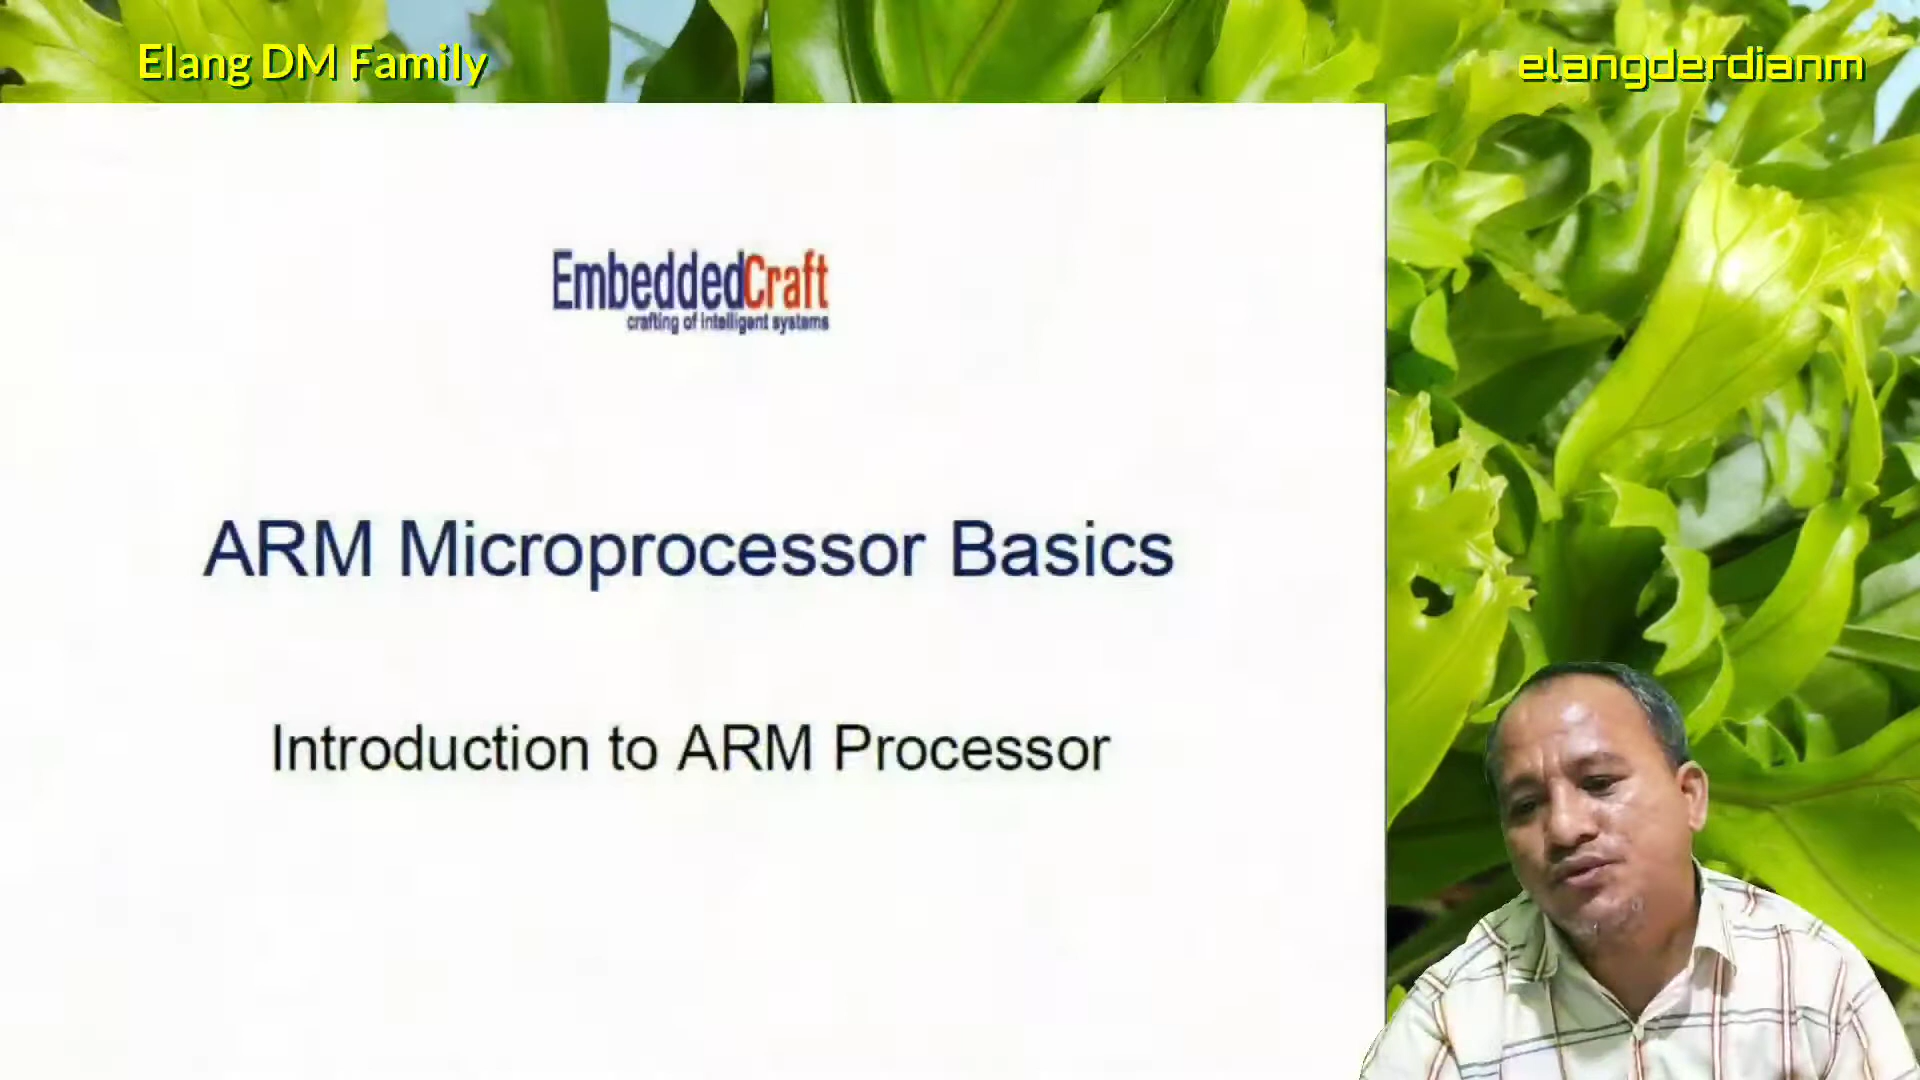 Elang DM Family
elangderdianm
EmbeddedCraft
crafting of intelligent systems
ARM Microprocessor Basics
Introduction to ARM Processor